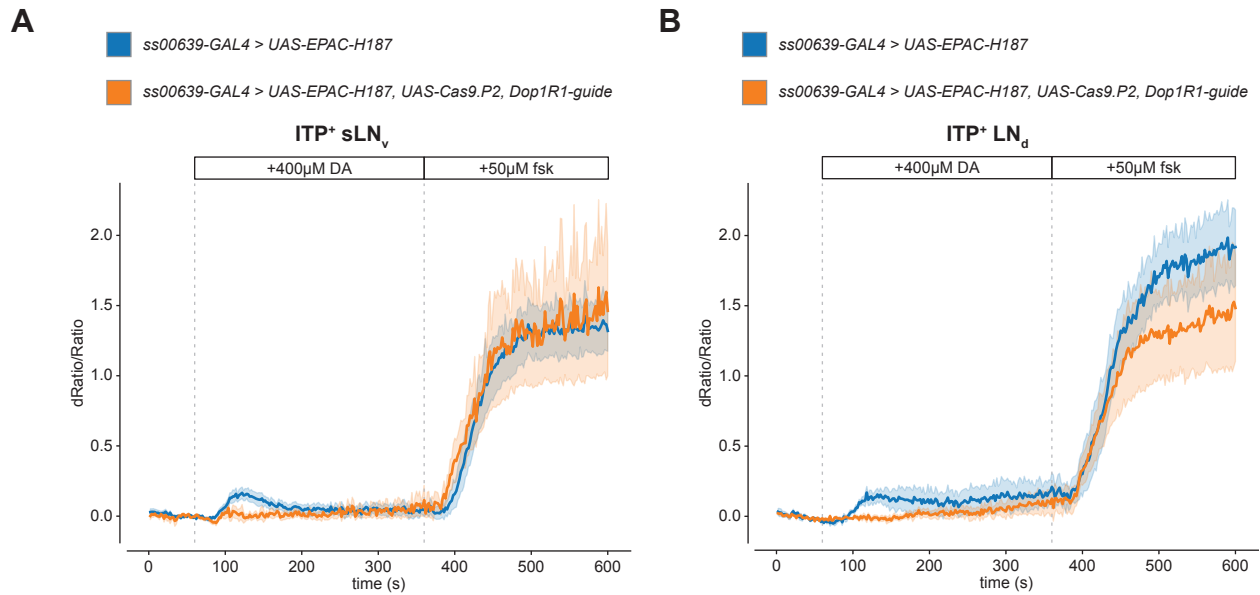 A
ss00639-GAL4 > UAS-EPAC-H187
ss00639-GAL4 > UAS-EPAC-H187, UAS-Cas9.P2, Dop1R1-guide
ITP+ sLNv
+400µM DA
+50µM fsk
dRatio/Ratio
2.0
1.5
1.0
0.5
0.0
0 100 200 300 400 500 600
time (s)
B
ss00639-GAL4 > UAS-EPAC-H187
ss00639-GAL4 > UAS-EPAC-H187, UAS-Cas9.P2, Dop1R1-guide
ITP+ LNd
+400µM DA
+50µM fsk
dRatio/Ratio
2.0
1.5
1.0
0.5
0.0
0 100 200 300 400 500 600
time (s)